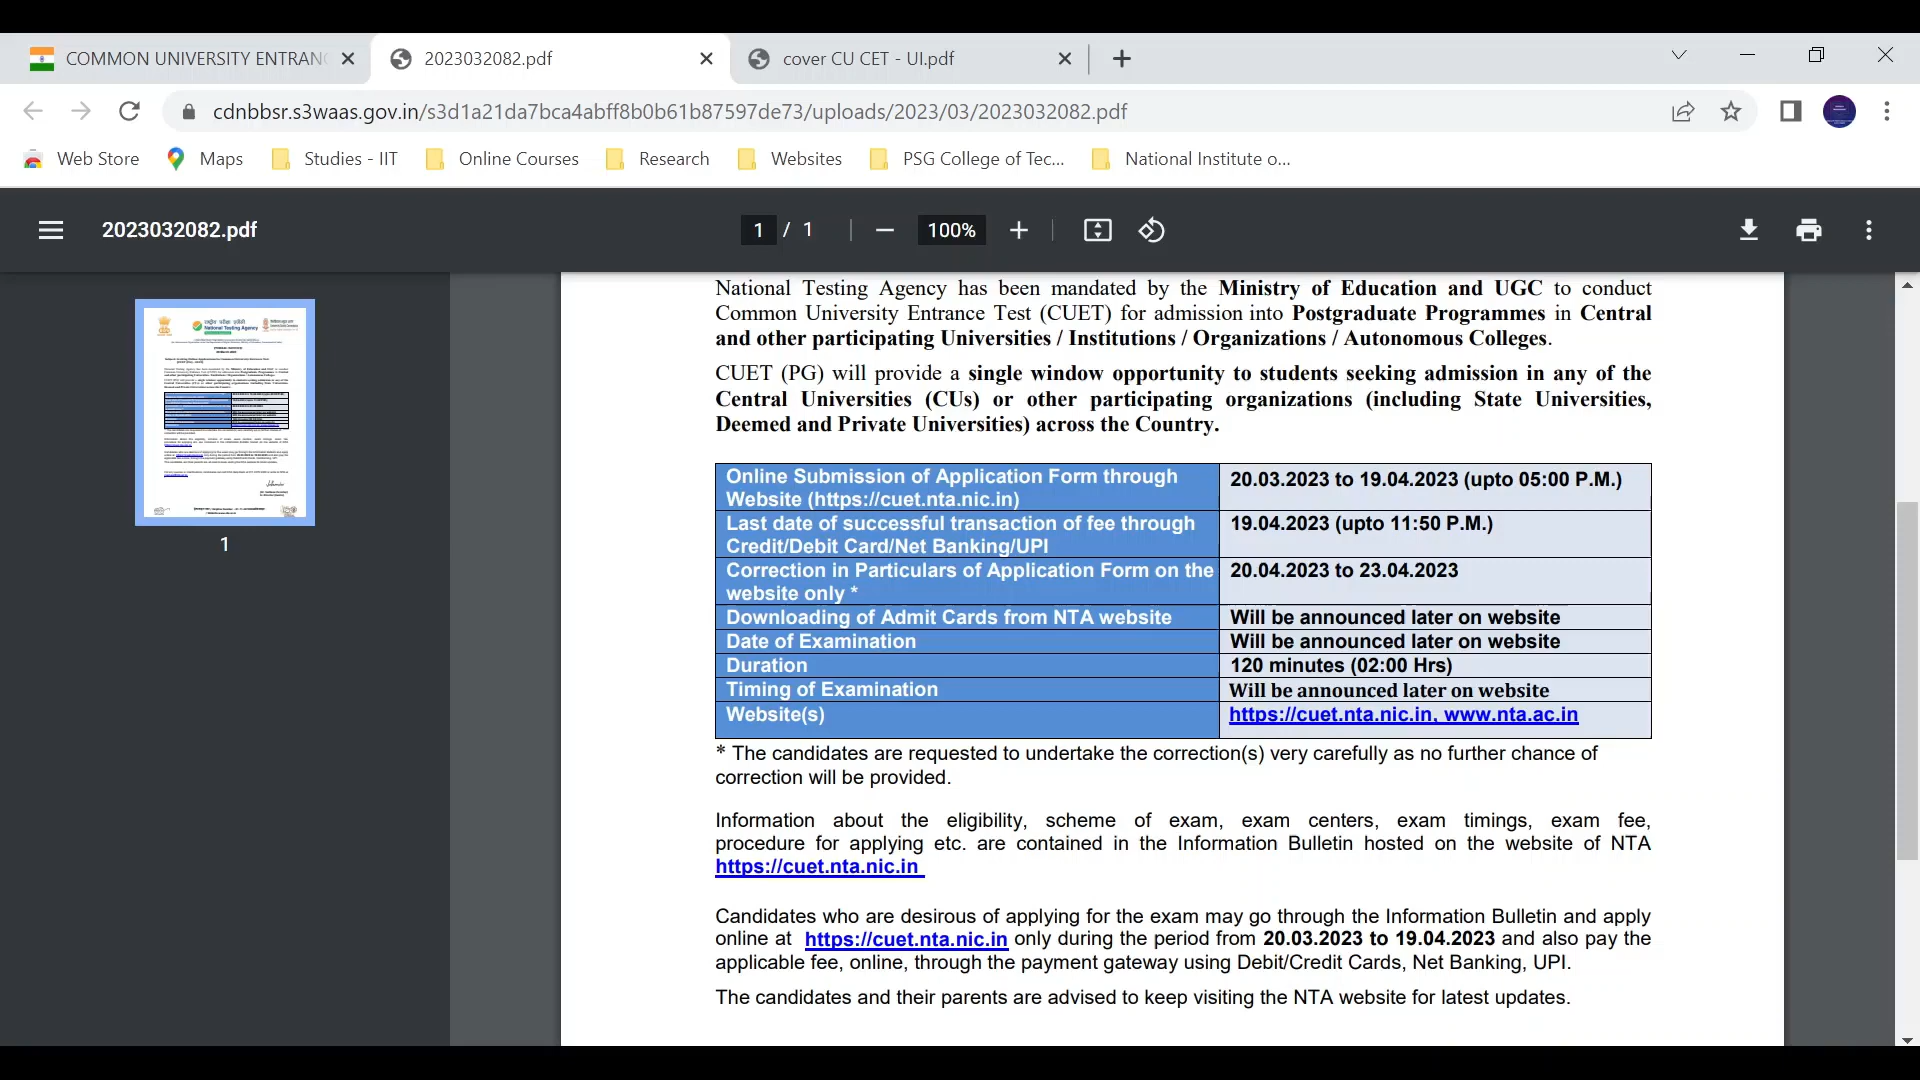 COMMON UNIVERSITY ENTRAN
2023032082.pdf
cover CU CET - UI.pdf
cdnbbsr.s3waas.gov.in/s3d1a21da7bca4abff8b0b61b87597de73/uploads/2023/03/2023032082.pdf
Web Store
Maps
Studies - IIT
Online Courses
Research
Websites
PSG College of Tec...
National Institute o...
2023032082.pdf
1 / 1
100%
1
National Testing Agency has been mandated by the Ministry of Education and UGC to conduct
Common University Entrance Test (CUET) for admission into Postgraduate Programmes in Central
and other participating Universities / Institutions / Organizations / Autonomous Colleges.
CUET (PG) will provide a single window opportunity to students seeking admission in any of the
Central Universities (CUs) or other participating organizations (including State Universities,
Deemed and Private Universities) across the Country.
Online Submission of Application Form through
Website (https://cuet.nta.nic.in)
20.03.2023 to 19.04.2023 (upto 05:00 P.M.)
Last date of successful transaction of fee through
Credit/Debit Card/Net Banking/UPI
19.04.2023 (upto 11:50 P.M.)
Correction in Particulars of Application Form on the
website only *
20.04.2023 to 23.04.2023
Downloading of Admit Cards from NTA website
Will be announced later on website
Date of Examination
Will be announced later on website
Duration
120 minutes (02:00 Hrs)
Timing of Examination
Will be announced later on website
Website(s)
https://cuet.nta.nic.in, www.nta.ac.in
* The candidates are requested to undertake the correction(s) very carefully as no further chance of
correction will be provided.
Information about the eligibility, scheme of exam, exam centers, exam timings, exam fee,
procedure for applying etc. are contained in the Information Bulletin hosted on the website of NTA
https://cuet.nta.nic.in
Candidates who are desirous of applying for the exam may go through the Information Bulletin and apply
online at https://cuet.nta.nic.in only during the period from 20.03.2023 to 19.04.2023 and also pay the
applicable fee, online, through the payment gateway using Debit/Credit Cards, Net Banking, UPI.
The candidates and their parents are advised to keep visiting the NTA website for latest updates.